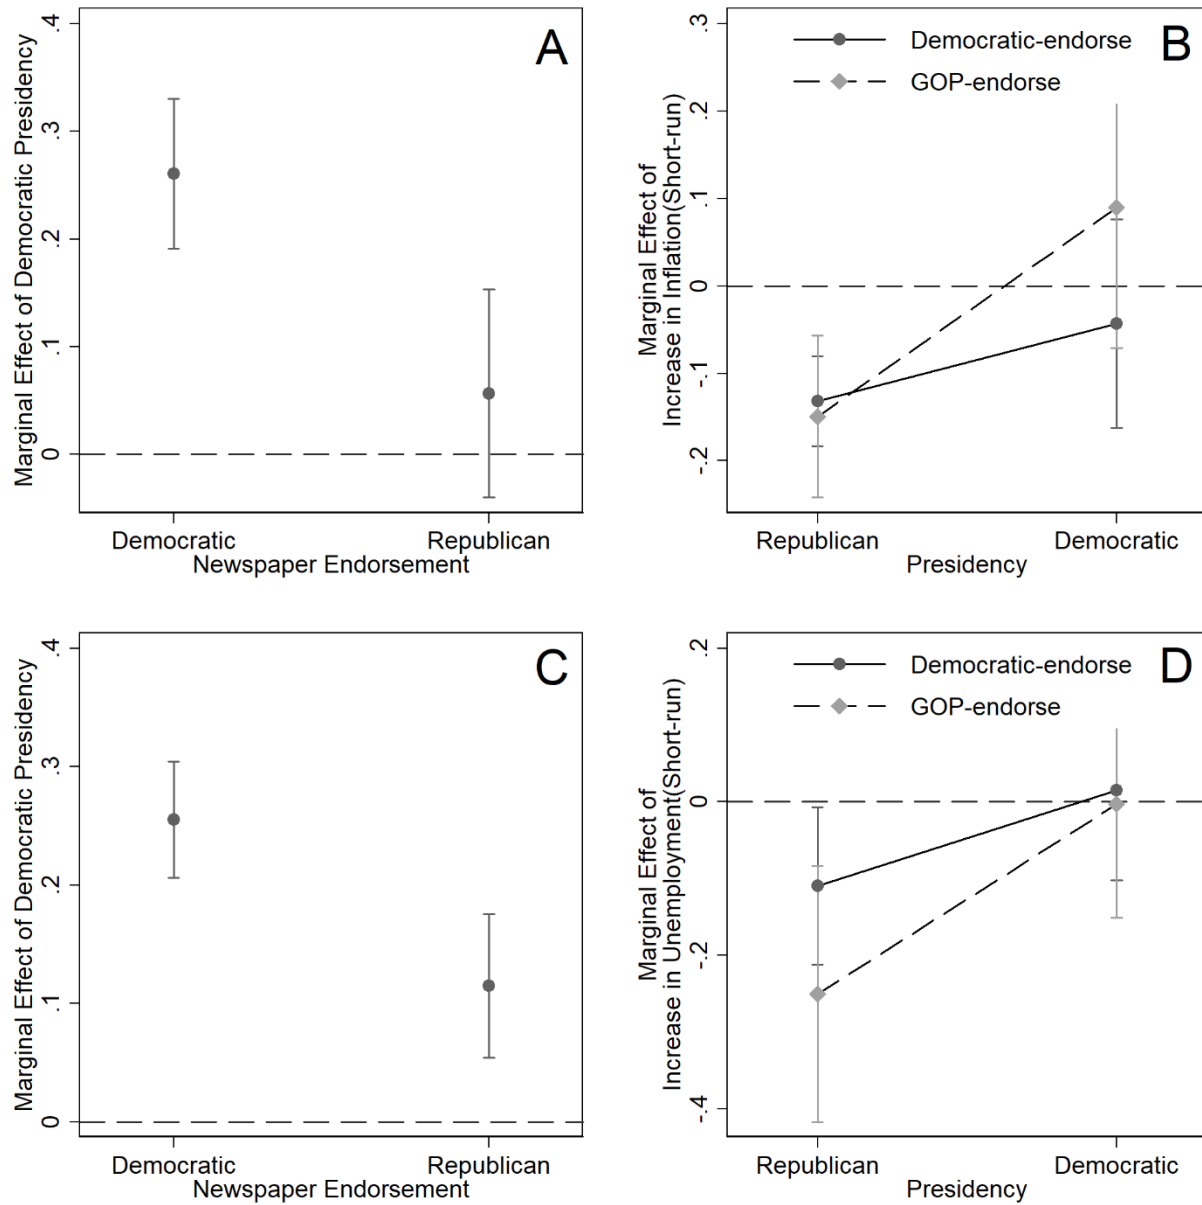 A
Marginal Effect of Democratic Presidency
.4
.3
.2
.1
0
Democratic
Republican
Newspaper Endorsement
B
Democratic-endorse
GOP-endorse
Marginal Effect of
Increase in Inflation(Short-run)
.3
.2
.1
0
-.1
-.2
Republican
Democratic
Presidency
C
Marginal Effect of Democratic Presidency
.4
.3
.2
.1
0
Democratic
Republican
Newspaper Endorsement
D
Democratic-endorse
GOP-endorse
Marginal Effect of
Increase in Unemployment(Short-run)
.2
0
-.2
-.4
Republican
Democratic
Presidency